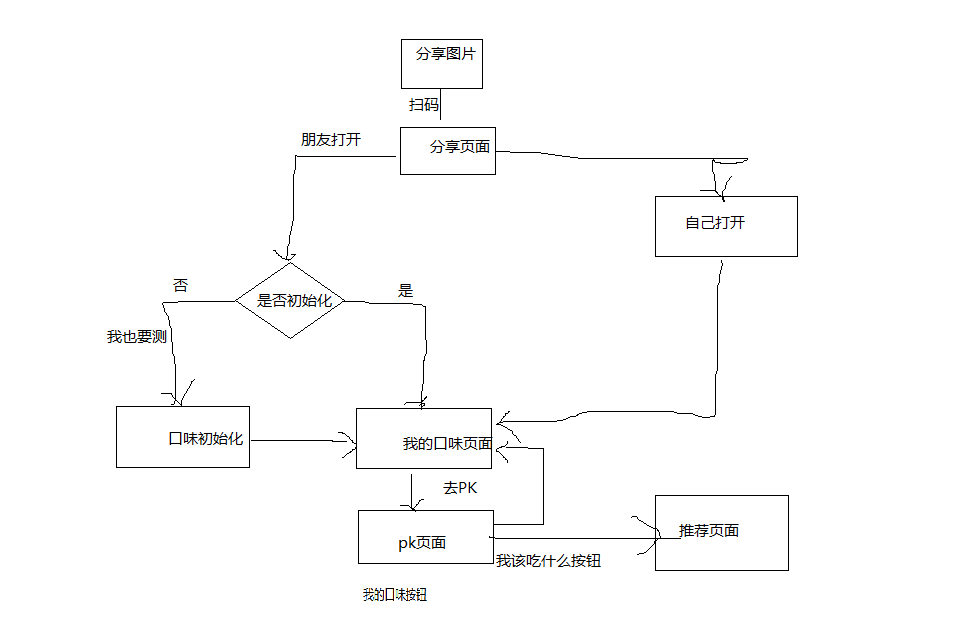 分享图片
扫码
朋友打开
分享页面
自己打开
否
是
是否初始化
我也要测
口味初始化
我的口味页面
去PK
pk页面
推荐页面
我该吃什么按钮
我的口味按钮